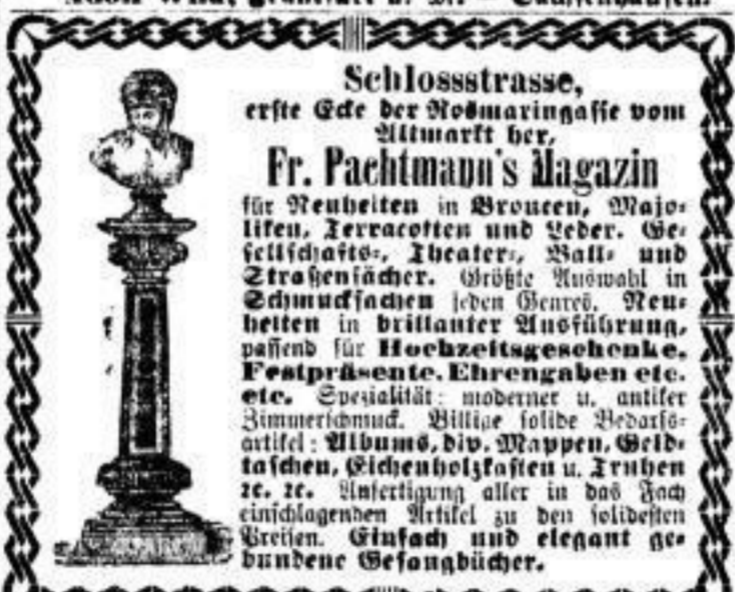 Schlossstrasse,
erste Ecke der Rosmaringasse vom
Altmarkt her,
Fr. Pachtmann's Magazin
für Neuheiten in Broncen, Majo-
liken, Terracotten und Leder. Ge-
sellschafts-, Theater-, Ball- und
Straßenfächer. Größte Auswahl in
Schmucksachen jeden Genres. Neu-
heiten in brillanter Ausführung,
passend für Hochzeitsgeschenke,
Festpräsente, Ehrengaben etc.
etc. Spezialität: moderner u. antiker
Zimmerschmuck. Billige solide Bedarfs-
artikel: Albums, div. Mappen, Geld-
taschen, Eichenholzkasten u. Truhen
ꝛc. ꝛc. Anfertigung aller in das Fach
einschlagenden Artikel zu den solidesten
Preisen. Einfach und elegant ge-
bundene Gesangbücher.